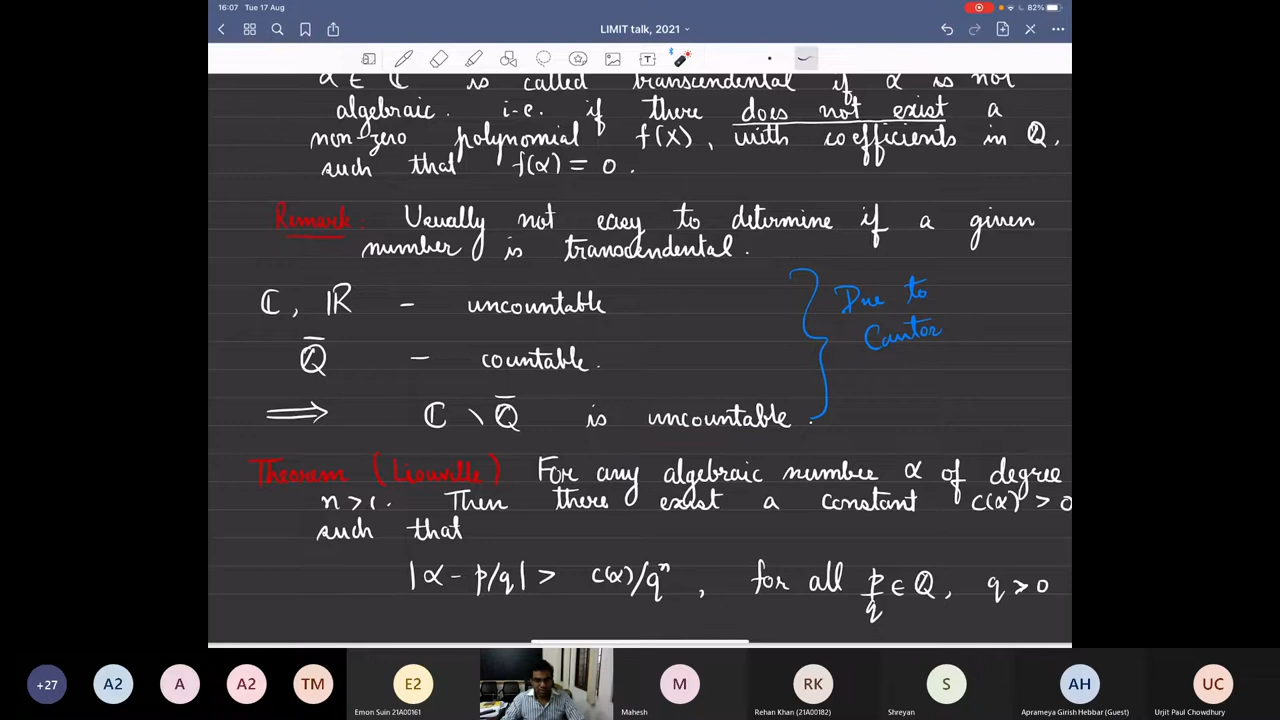 16:07 Tue 17 Aug
82%
LIMIT talk, 2021
α ∈ ℂ is called transcendental if α is not
algebraic. i.e. if there does not exist a
non-zero polynomial f(X), with coefficients in Q,
such that f(α) = 0.
Remark: Usually not easy to determine if a given
number is transcendental.
ℂ, ℝ - uncountable
Q̄ - countable.
⟹ ℂ \ Q̄ is uncountable.
Due to
Cantor
Theorem (Liouville) For any algebraic number α of degree
n>1. Then there exist a constant c(α) > 0
such that
|α - p/q| > c(α)/qⁿ, for all p/q ∈ Q, q > 0
+27
A2
A
A2
TM
E2
M
RK
S
AH
UC
Emon Suin 21A00161
Mahesh
Rehan Khan (21A00182)
Shreyan
Aprameya Girish Hebbar (Guest)
Urjit Paul Chowdhury